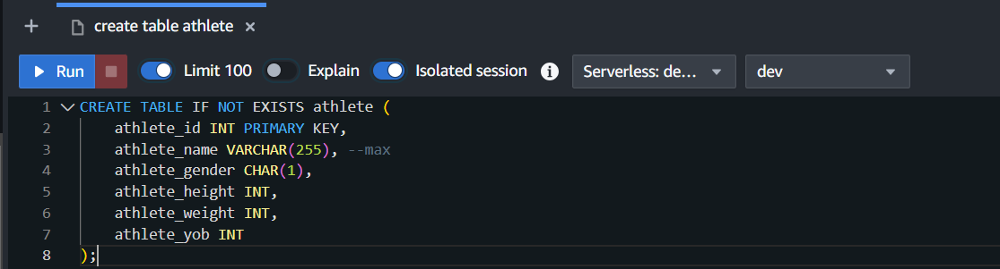 create table athlete
Run Limit 100 Explain Isolated session Serverless: de... dev
1 CREATE TABLE IF NOT EXISTS athlete (
2 athlete_id INT PRIMARY KEY,
3 athlete_name VARCHAR(255), --max
4 athlete_gender CHAR(1),
5 athlete_height INT,
6 athlete_weight INT,
7 athlete_yob INT
8 );